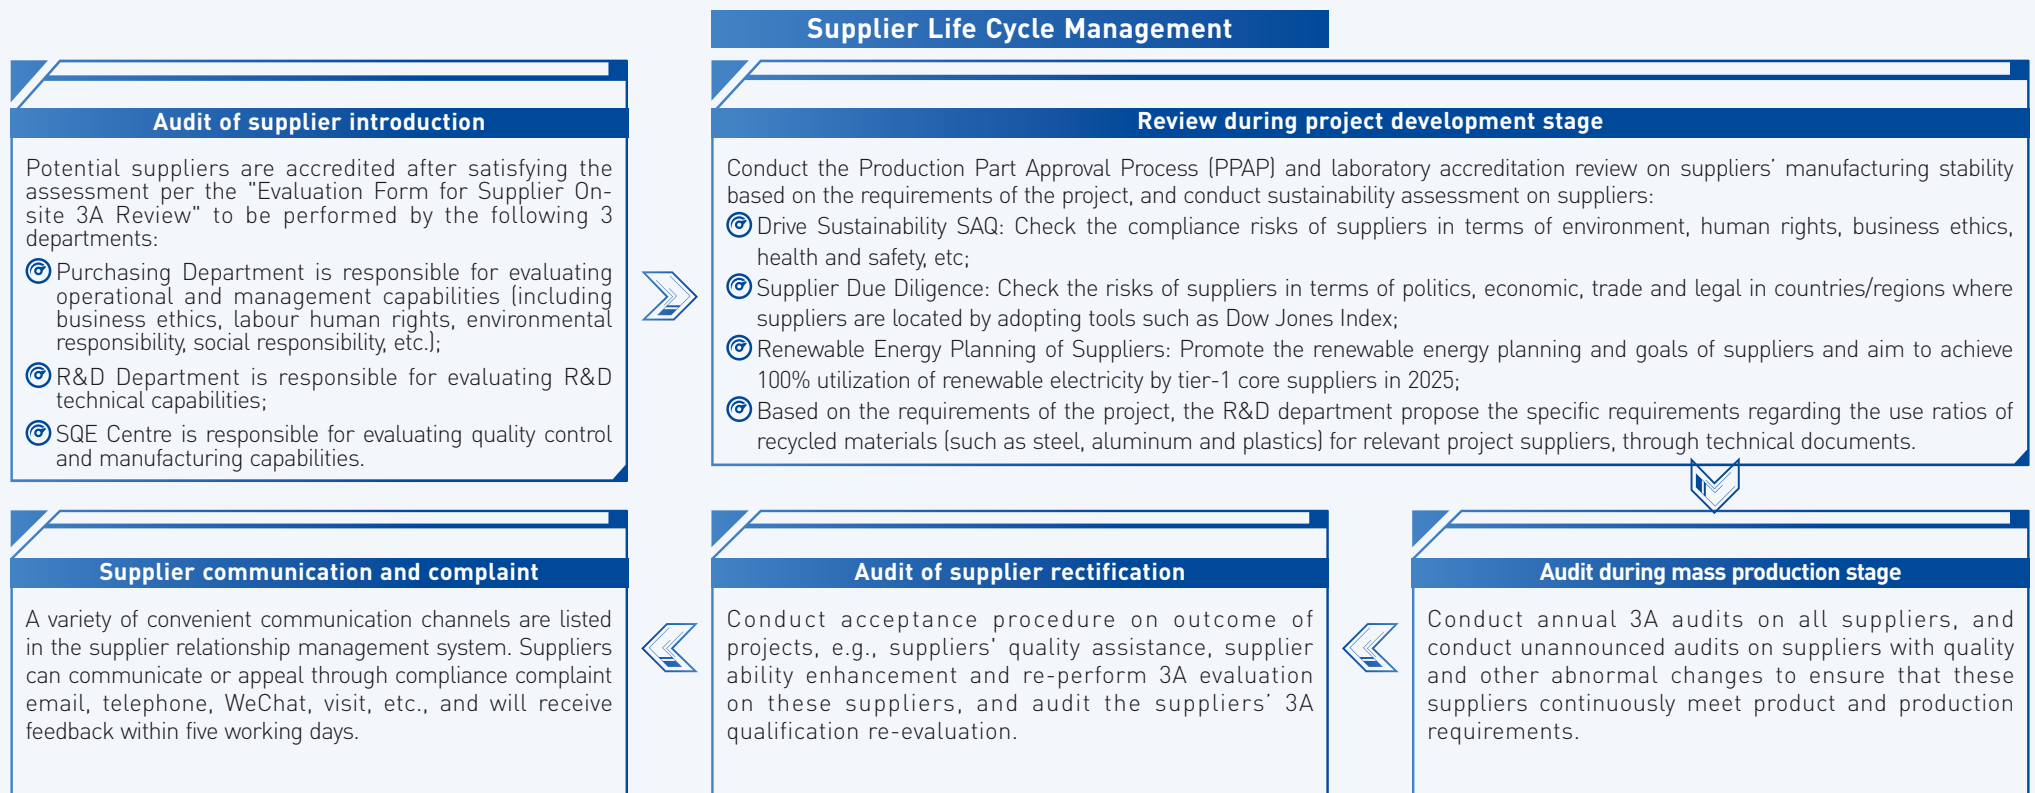 Supplier Life Cycle Management
Audit of supplier introduction
Potential suppliers are accredited after satisfying the
assessment per the "Evaluation Form for Supplier On-
site 3A Review" to be performed by the following 3
departments:
Purchasing Department is responsible for evaluating
operational and management capabilities (including
business ethics, labour human rights, environmental
responsibility, social responsibility, etc.);
R&D Department is responsible for evaluating R&D
technical capabilities;
SQE Centre is responsible for evaluating quality control
and manufacturing capabilities.
Review during project development stage
Conduct the Production Part Approval Process (PPAP) and laboratory accreditation review on suppliers' manufacturing stability
based on the requirements of the project, and conduct sustainability assessment on suppliers:
Drive Sustainability SAQ: Check the compliance risks of suppliers in terms of environment, human rights, business ethics,
health and safety, etc;
Supplier Due Diligence: Check the risks of suppliers in terms of politics, economic, trade and legal in countries/regions where
suppliers are located by adopting tools such as Dow Jones Index;
Renewable Energy Planning of Suppliers: Promote the renewable energy planning and goals of suppliers and aim to achieve
100% utilization of renewable electricity by tier-1 core suppliers in 2025;
Based on the requirements of the project, the R&D department propose the specific requirements regarding the use ratios of
recycled materials (such as steel, aluminum and plastics) for relevant project suppliers, through technical documents.
Audit during mass production stage
Conduct annual 3A audits on all suppliers, and
conduct unannounced audits on suppliers with quality
and other abnormal changes to ensure that these
suppliers continuously meet product and production
requirements.
Audit of supplier rectification
Conduct acceptance procedure on outcome of
projects, e.g., suppliers' quality assistance, supplier
ability enhancement and re-perform 3A evaluation
on these suppliers, and audit the suppliers' 3A
qualification re-evaluation.
Supplier communication and complaint
A variety of convenient communication channels are listed
in the supplier relationship management system. Suppliers
can communicate or appeal through compliance complaint
email, telephone, WeChat, visit, etc., and will receive
feedback within five working days.